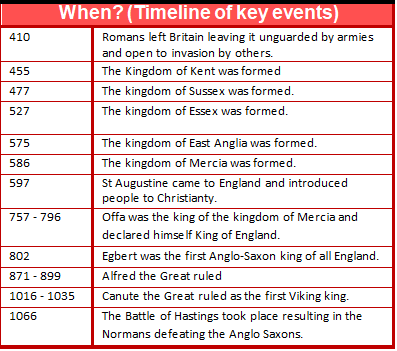 When? (Timeline of key events)
410 Romans left Britain leaving it unguarded by armies
and open to invasion by others.
455 The Kingdom of Kent was formed
477 The kingdom of Sussex was formed.
527 The kingdom of Essex was formed.
575 The kingdom of East Anglia was formed.
586 The kingdom of Mercia was formed.
597 St Augustine came to England and introduced
people to Christianty.
757 - 796 Offa was the king of the kingdom of Mercia and
declared himself King of England.
802 Egbert was the first Anglo-Saxon king of all England.
871 - 899 Alfred the Great ruled
1016 - 1035 Canute the Great ruled as the first Viking king.
1066 The Battle of Hastings took place resulting in the
Normans defeating the Anglo Saxons.